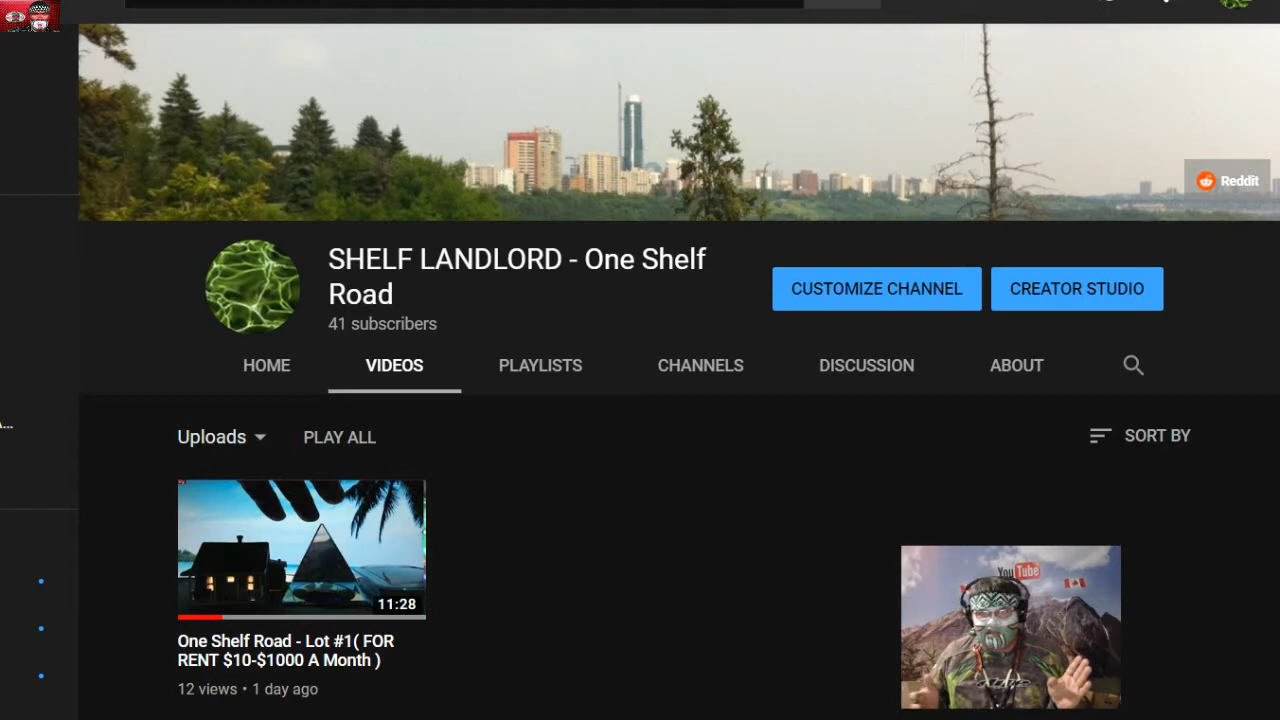 Reddit
SHELF LANDLORD - One Shelf
Road
41 subscribers
CUSTOMIZE CHANNEL
CREATOR STUDIO
HOME
VIDEOS
PLAYLISTS
CHANNELS
DISCUSSION
ABOUT
A...
Uploads
PLAY ALL
SORT BY
11:28
One Shelf Road - Lot #1( FOR
RENT $10-$1000 A Month )
12 views • 1 day ago
YouTube